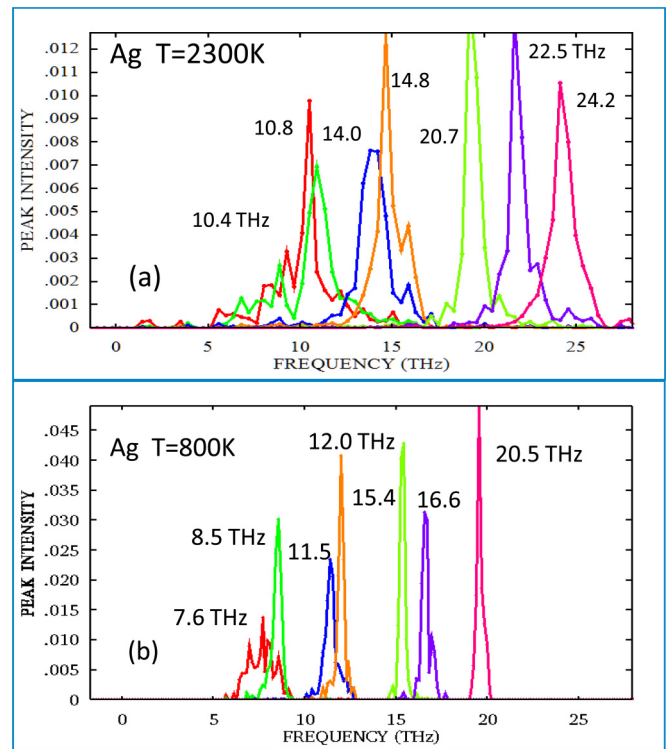 Ag T=2300K
.012
.011
.010
.009
.008
.007
.006
.005
.004
.003
.002
.001
0
PEAK INTENSITY
10.4 THz
10.8
14.0
14.8
20.7
22.5 THz
24.2
(a)
0 5 10 15 20 25
FREQUENCY (THz)
Ag T=800K
.045
.040
.035
.030
.025
.020
.015
.010
.005
0
PEAK INTENSITY
7.6 THz
8.5 THz
11.5
12.0 THz
15.4
16.6
20.5 THz
(b)
0 5 10 15 20 25
FREQUENCY (THz)